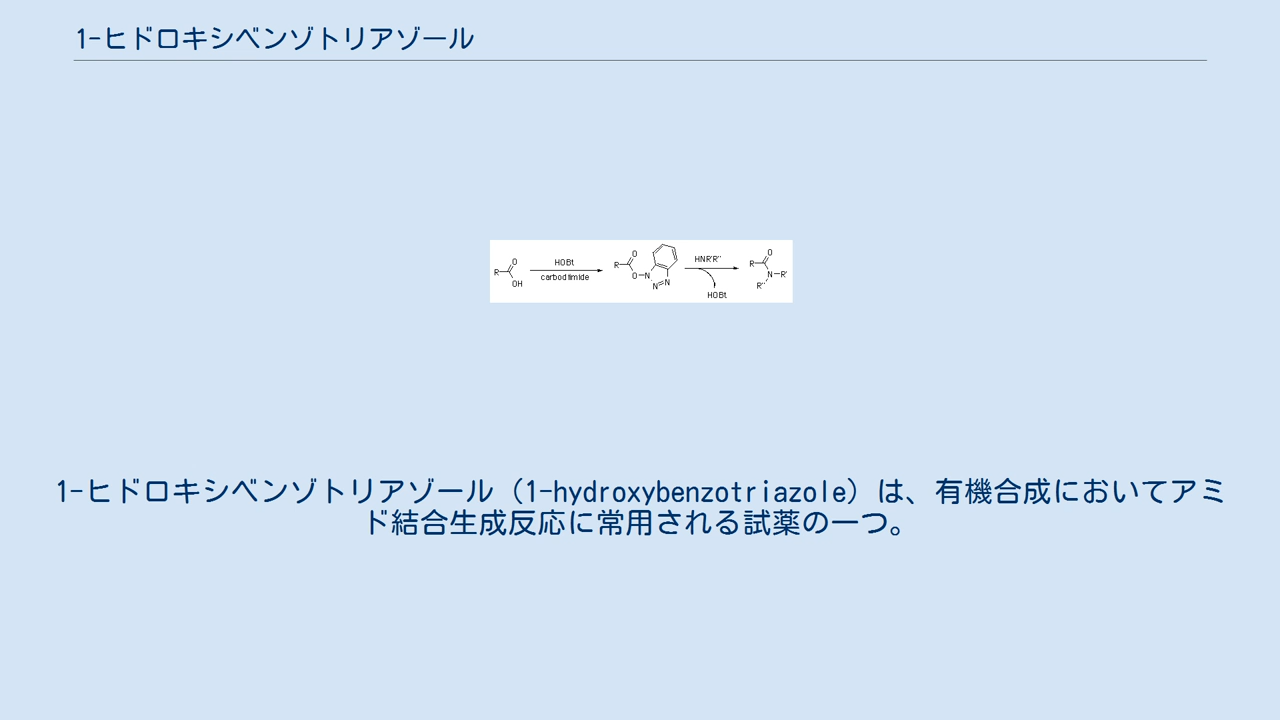 1-ヒドロキシベンゾトリアゾール
R O OH
HOBt
carbodiimide
R O O N N N
HNR'R''
HOBt
R O N R' R''
1-ヒドロキシベンゾトリアゾール（1-hydroxybenzotriazole）は、有機合成においてアミ
ド結合生成反応に常用される試薬の一つ。